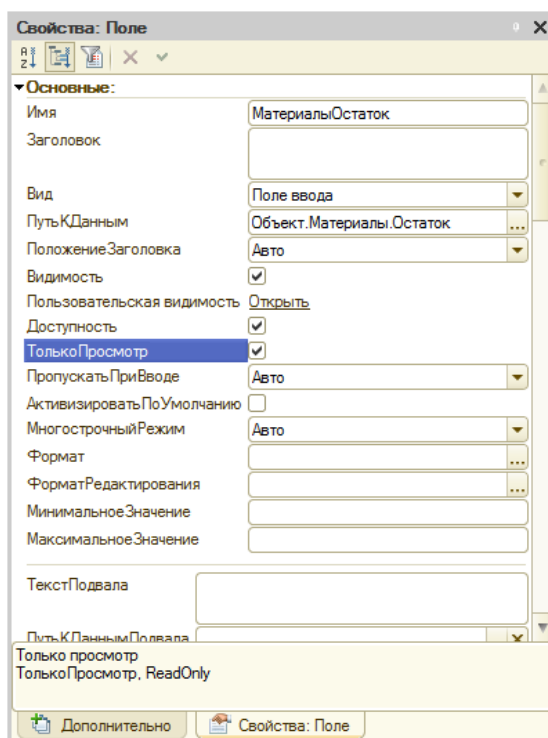 Свойства: Поле
Основные:
Имя МатериалыОстаток
Заголовок
Вид Поле ввода
ПутьКДанным Объект.Материалы.Остаток ...
ПоложениеЗаголовка Авто
Видимость
Пользовательская видимость Открыть
Доступность
ТолькоПросмотр
ПропускатьПриВводе Авто
АктивизироватьПоУмолчанию
МногострочныйРежим Авто
Формат ...
ФорматРедактирования ...
МинимальноеЗначение
МаксимальноеЗначение
ТекстПодвала
ПутьКДаннымПодвала
Только просмотр
ТолькоПросмотр, ReadOnly
Дополнительно Свойства: Поле